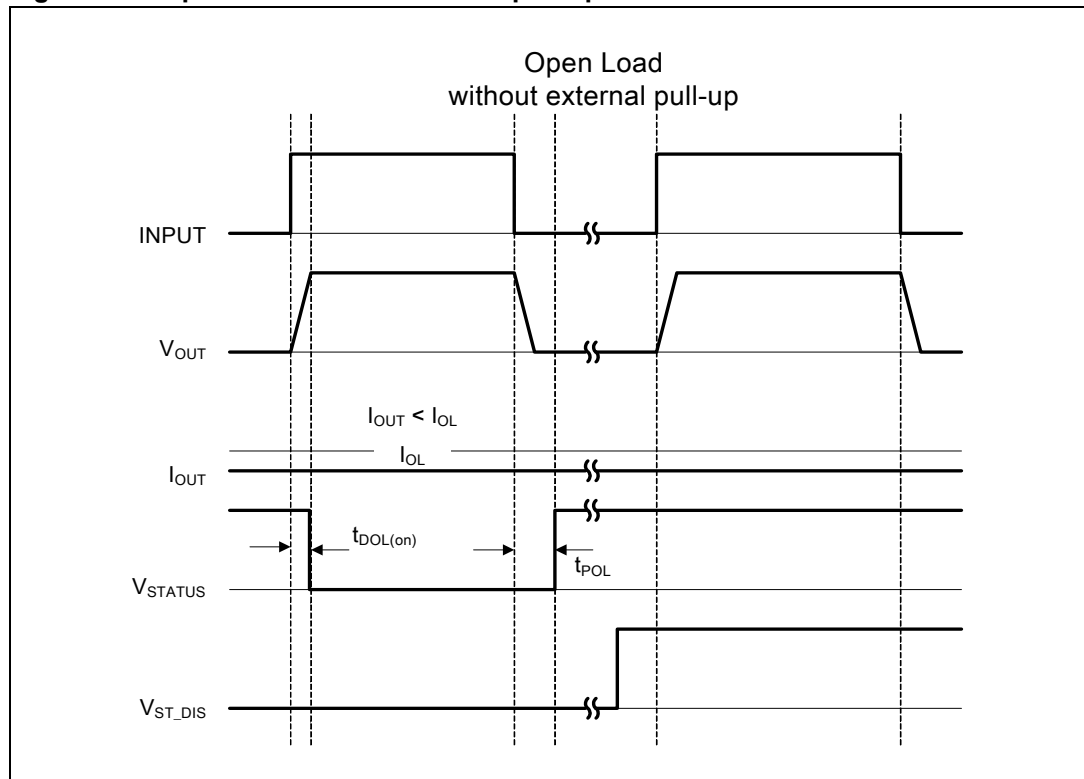 Open Load
without external pull-up
INPUT
VOUT
IOUT < IOL
IOL
IOUT
tDOL(on)
tPOL
VSTATUS
VST_DIS